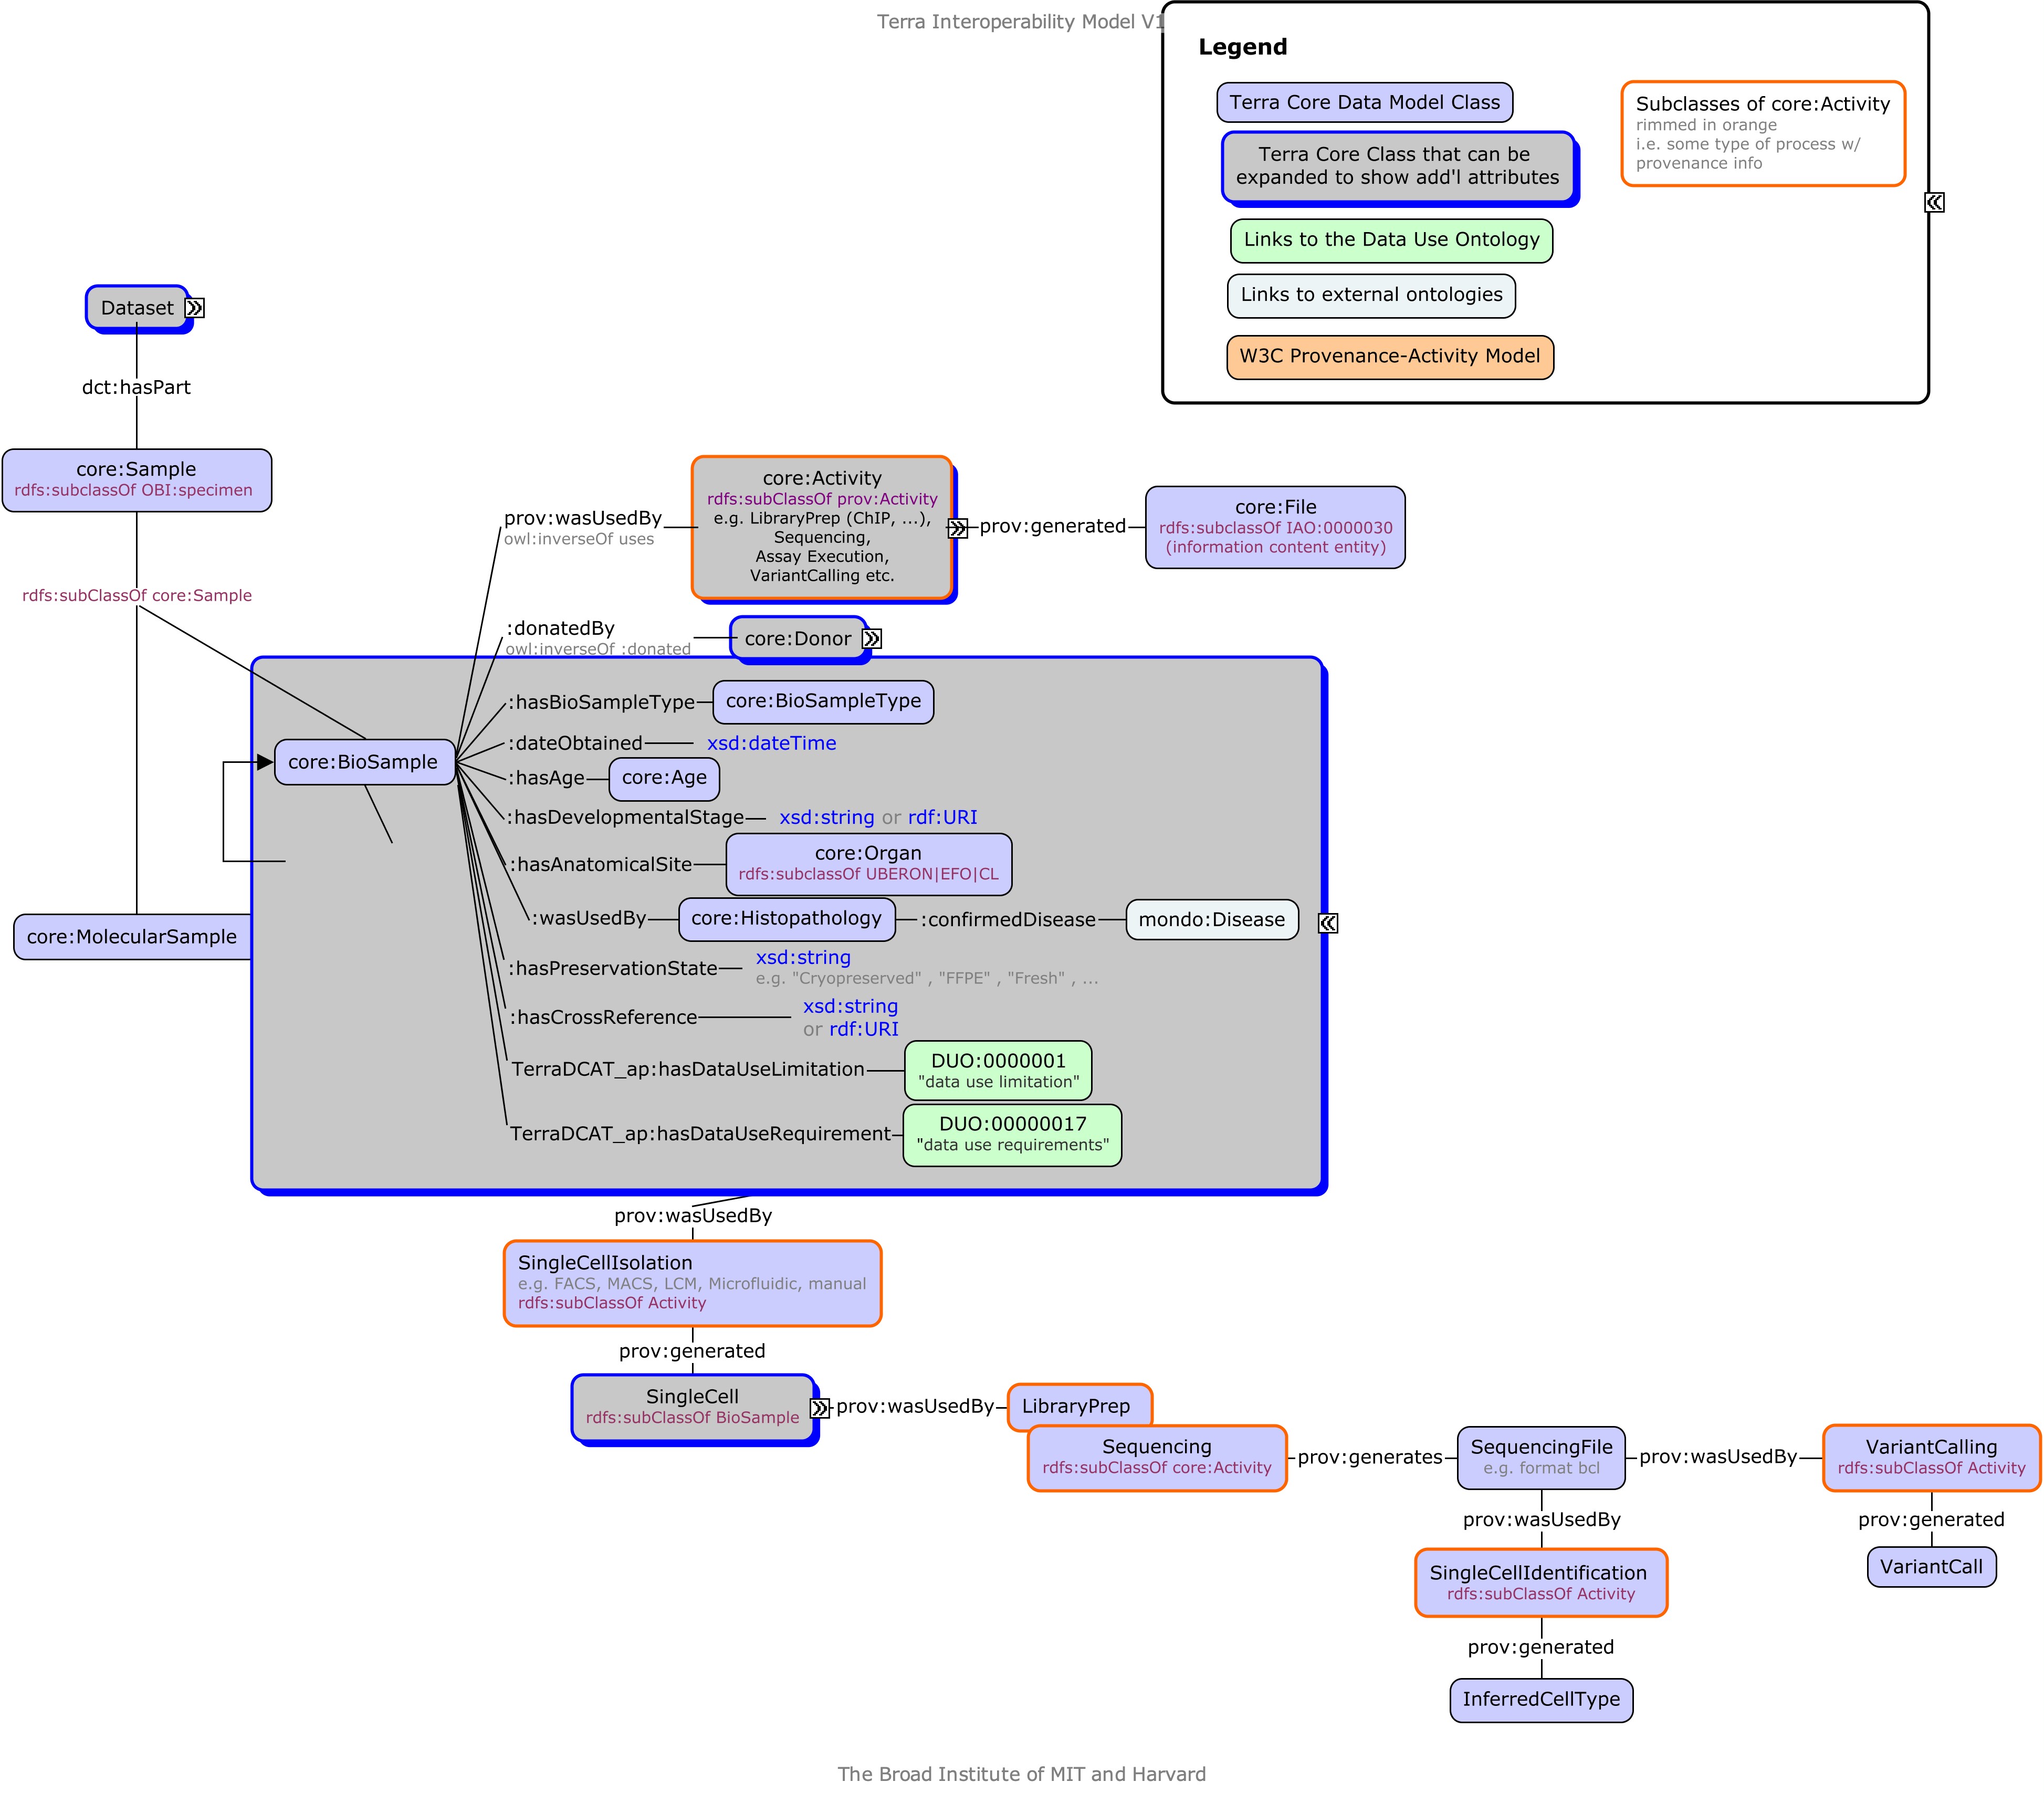 Terra Interoperability Model V1
Legend
Terra Core Data Model Class
Terra Core Class that can be
expanded to show add'l attributes
Links to the Data Use Ontology
Links to external ontologies
W3C Provenance-Activity Model
Subclasses of core:Activity
rimmed in orange
i.e. some type of process w/
provenance info
Dataset
dct:hasPart
core:Sample
rdfs:subclassOf OBI:specimen
rdfs:subClassOf core:Sample
core:MolecularSample
core:BioSample
prov:wasUsedBy
owl:inverseOf uses
core:Activity
rdfs:subClassOf prov:Activity
e.g. LibraryPrep (ChIP, ...),
Sequencing,
Assay Execution,
VariantCalling etc.
prov:generated
core:File
rdfs:subclassOf IAO:0000030
(information content entity)
:donatedBy
owl:inverseOf :donated
core:Donor
:hasBioSampleType
core:BioSampleType
:dateObtained
xsd:dateTime
:hasAge
core:Age
:hasDevelopmentalStage
xsd:string or rdf:URI
:hasAnatomicalSite
core:Organ
rdfs:subclassOf UBERON|EFO|CL
:wasUsedBy
core:Histopathology
:confirmedDisease
mondo:Disease
:hasPreservationState
xsd:string
e.g. "Cryopreserved" , "FFPE" , "Fresh" , ...
:hasCrossReference
xsd:string
or rdf:URI
TerraDCAT_ap:hasDataUseLimitation
DUO:0000001
"data use limitation"
TerraDCAT_ap:hasDataUseRequirement
DUO:00000017
"data use requirements"
prov:wasUsedBy
SingleCellIsolation
e.g. FACS, MACS, LCM, Microfluidic, manual
rdfs:subClassOf Activity
prov:generated
SingleCell
rdfs:subClassOf BioSample
prov:wasUsedBy
LibraryPrep
Sequencing
rdfs:subClassOf core:Activity
prov:generates
SequencingFile
e.g. format bcl
prov:wasUsedBy
VariantCalling
rdfs:subClassOf Activity
prov:generated
VariantCall
prov:wasUsedBy
SingleCellIdentification
rdfs:subClassOf Activity
prov:generated
InferredCellType
The Broad Institute of MIT and Harvard